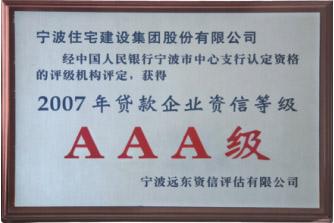 宁波住宅建设集团股份有限公司
经中国人民银行宁波市中心支行认定资格
的评级机构评定，获得
2007年贷款企业资信等级
AAA级
宁波远东资信评估有限公司